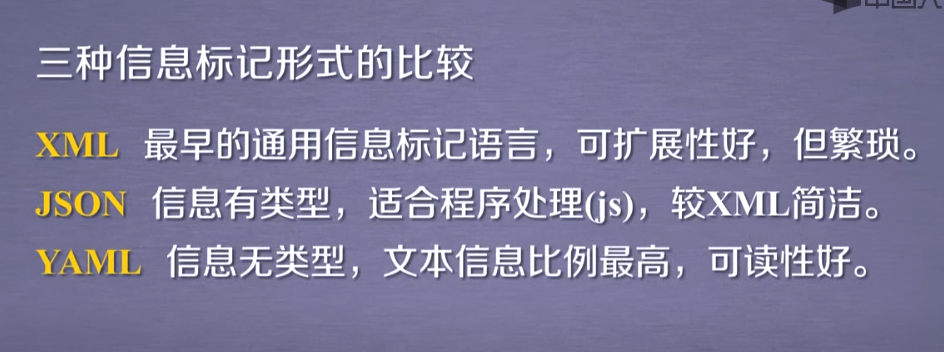 三种信息标记形式的比较
XML 最早的通用信息标记语言，可扩展性好，但繁琐。
JSON 信息有类型，适合程序处理(js)，较XML简洁。
YAML 信息无类型，文本信息比例最高，可读性好。